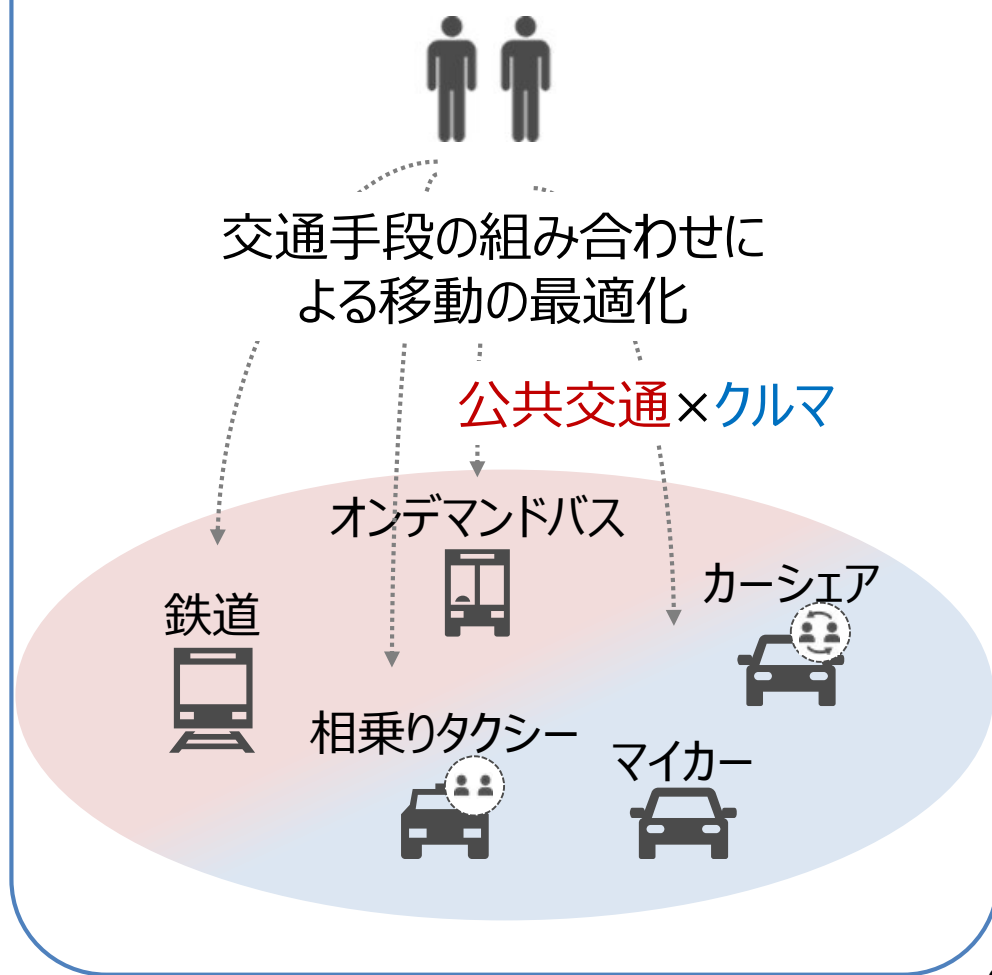 交通手段の組み合わせに
よる移動の最適化
公共交通×クルマ
オンデマンドバス
カーシェア
鉄道
相乗りタクシー
マイカー